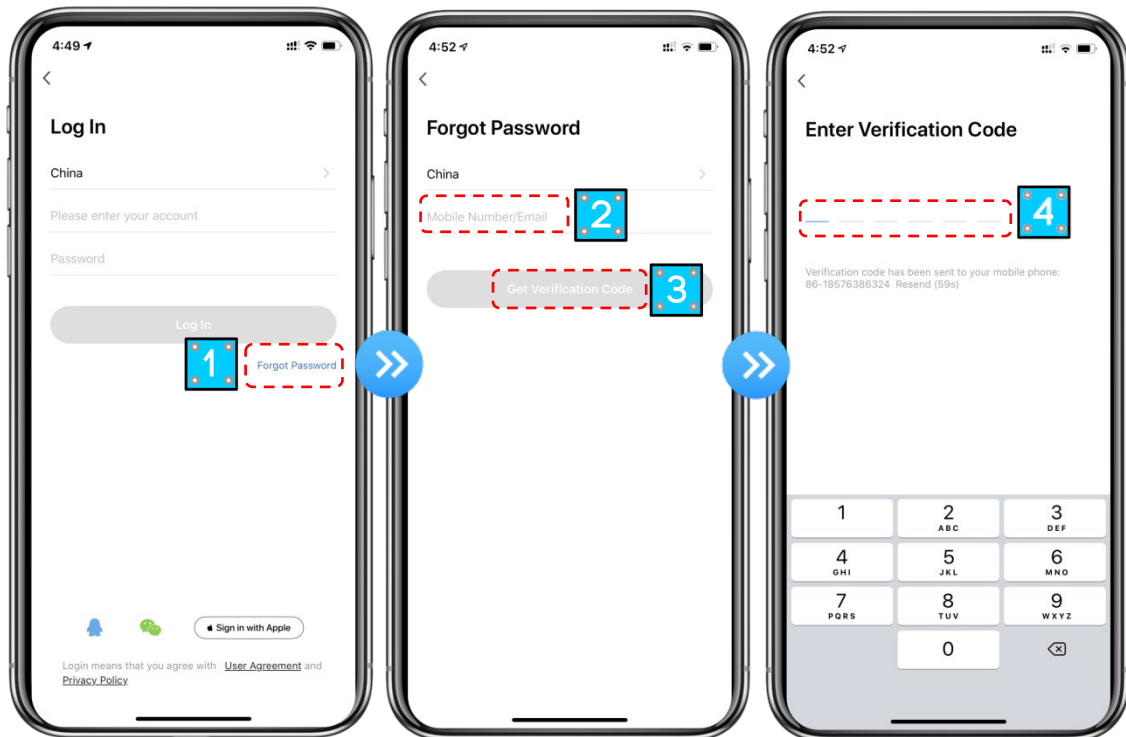 4:49
Log In
China
Please enter your account
Password
Log In
1
Forgot Password
Sign in with Apple
Login means that you agree with User Agreement and
Privacy Policy
4:52
Forgot Password
China
Mobile Number/Email
2
Get Verification Code
3
4:52
Enter Verification Code
4
Verification code has been sent to your mobile phone:
86-18576386324 Resend (59s)
1
2
ABC
3
DEF
4
GHI
5
JKL
6
MNO
7
PQRS
8
TUV
9
WXYZ
0